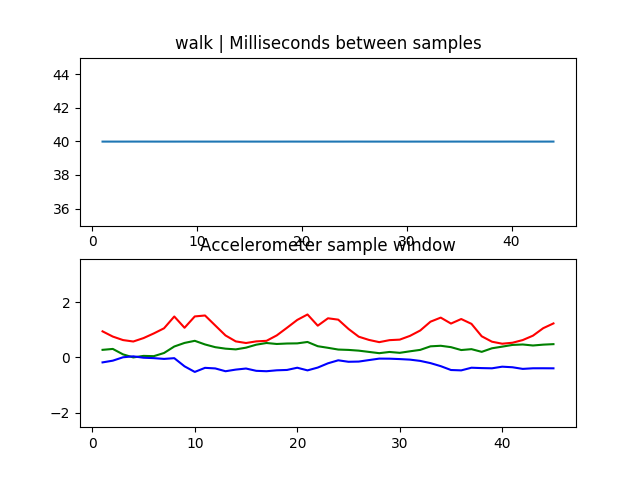 walk | Milliseconds between samples
44
42
40
38
36
0 10 20 30 40
Accelerometer sample window
2
0
−2
0 10 20 30 40